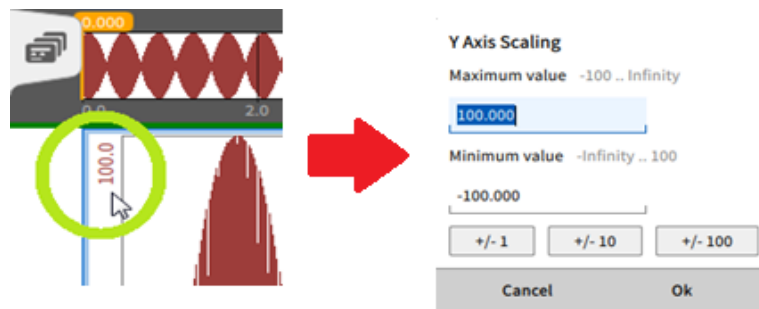 0.000
0.0 2.0
100.0
Y Axis Scaling
Maximum value -100 .. Infinity
100.000
Minimum value -Infinity .. 100
-100.000
+/- 1 +/- 10 +/- 100
Cancel Ok